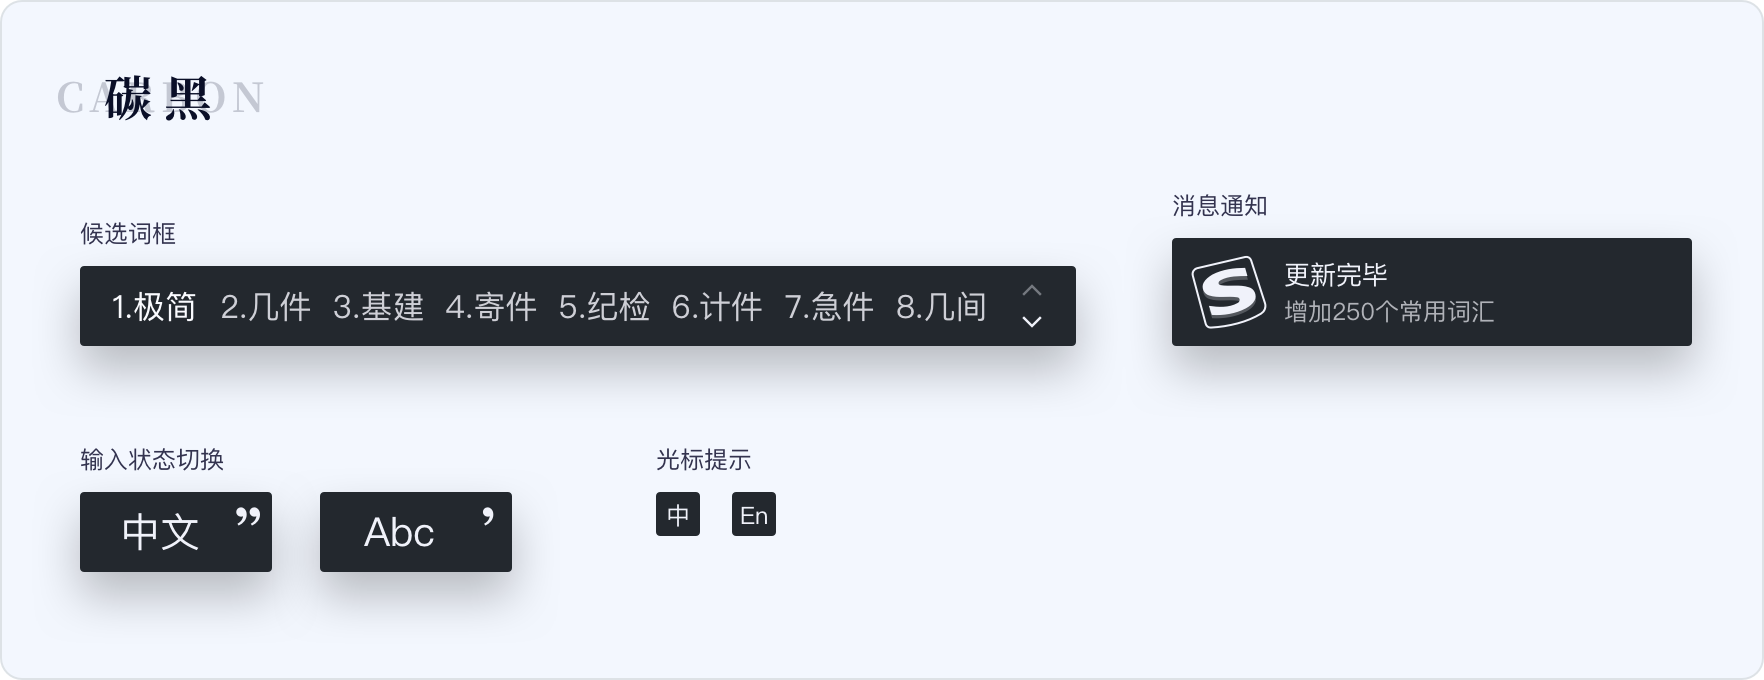 CARBON
碳黑
候选词框
1.极简 2.几件 3.基建 4.寄件 5.纪检 6.计件 7.急件 8.几间
消息通知
S
更新完毕
增加250个常用词汇
输入状态切换
中文 ”
Abc ’
光标提示
中
En